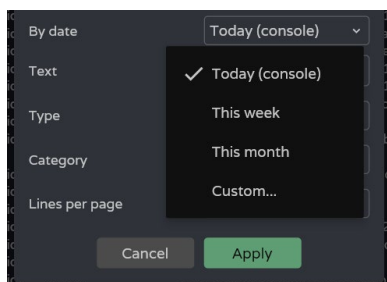 By date
Today (console)
Text
Today (console)
Type
This week
Category
This month
Lines per page
Custom...
Cancel
Apply